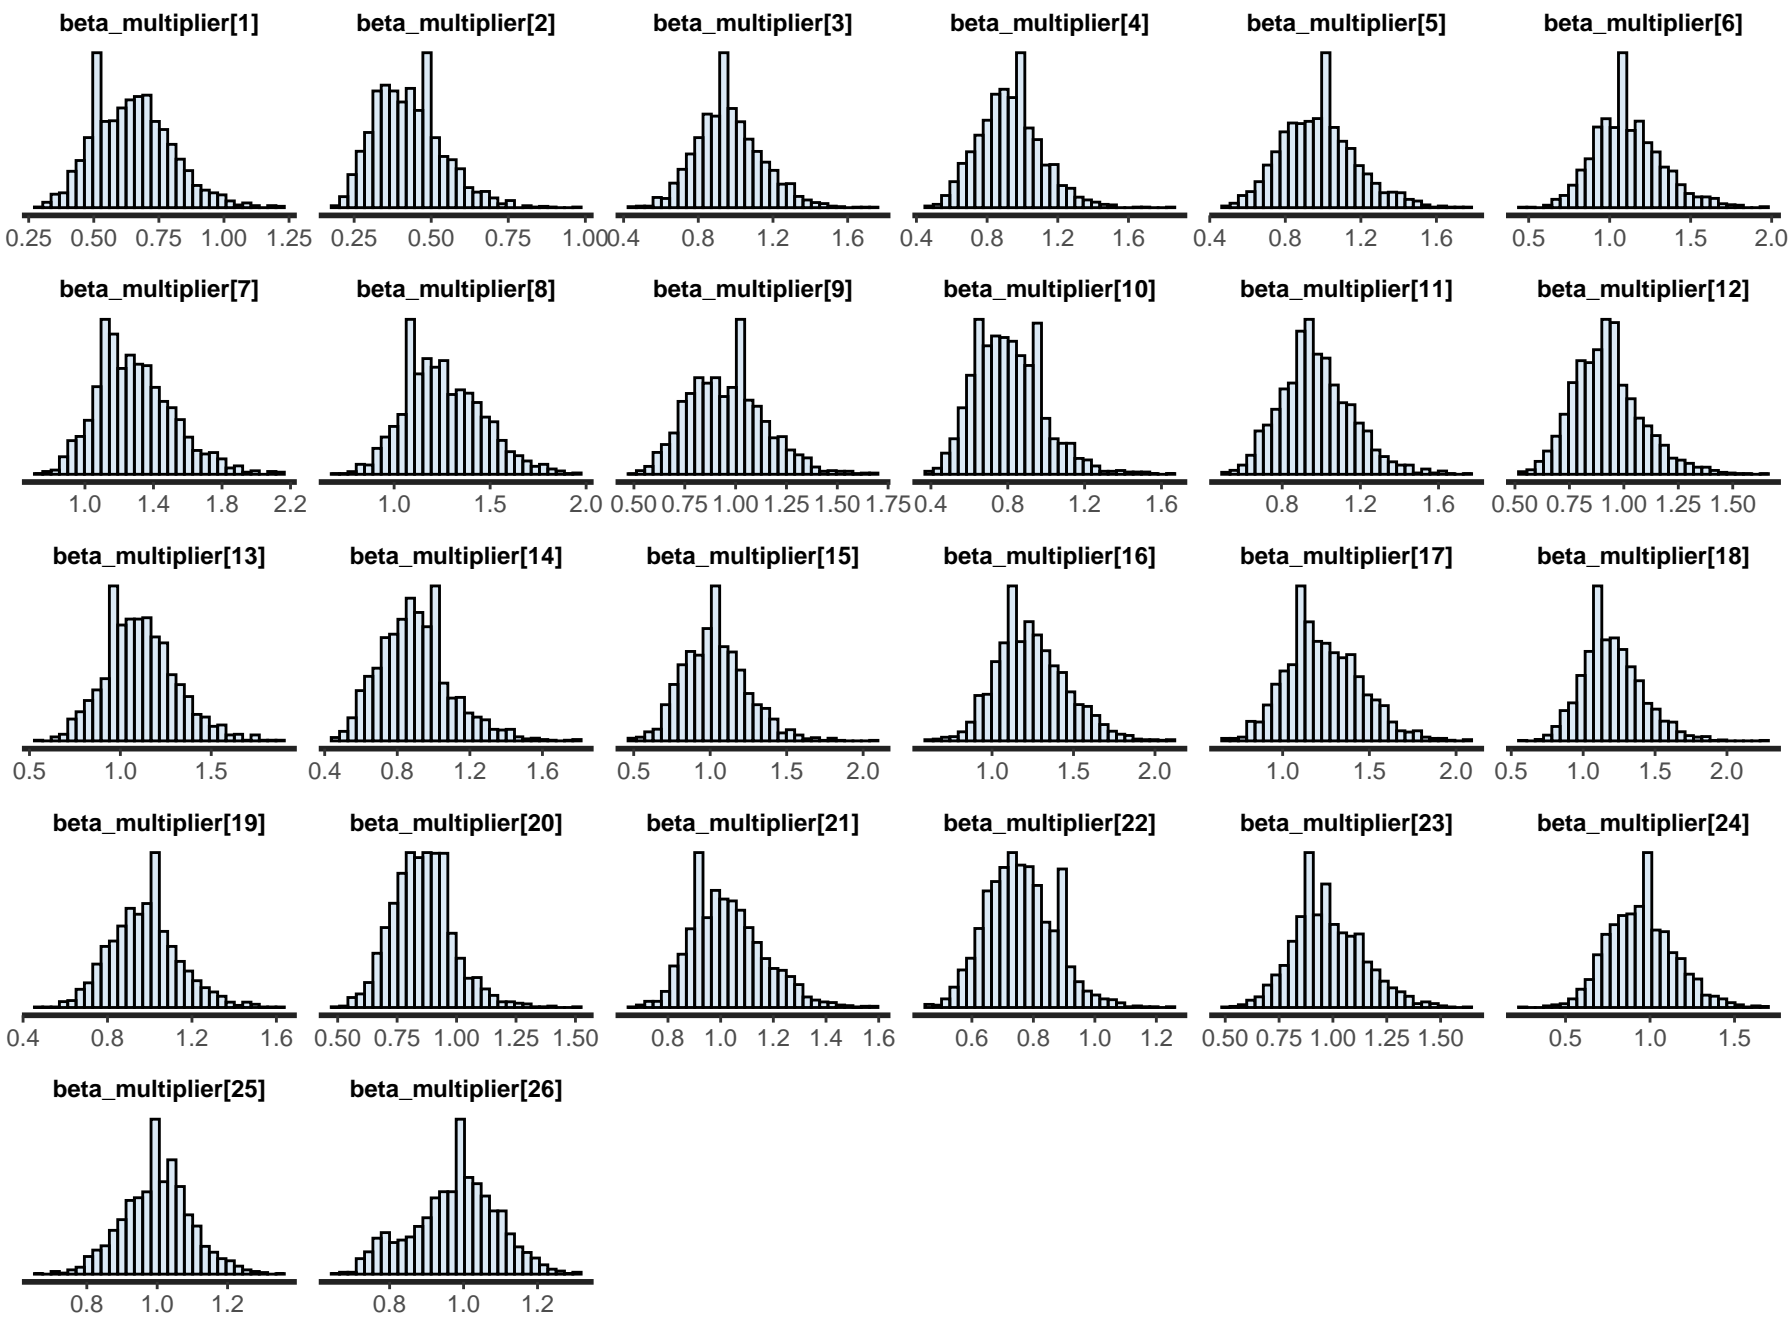 beta_multiplier[1] beta_multiplier[2] beta_multiplier[3] beta_multiplier[4] beta_multiplier[5] beta_multiplier[6]
0.25 0.50 0.75 1.00 1.25 0.25 0.50 0.75 1.00 0.4 0.8 1.2 1.6 0.4 0.8 1.2 1.6 0.4 0.8 1.2 1.6 0.5 1.0 1.5 2.0
beta_multiplier[7] beta_multiplier[8] beta_multiplier[9] beta_multiplier[10] beta_multiplier[11] beta_multiplier[12]
1.0 1.4 1.8 2.2 1.0 1.5 2.0 0.50 0.75 1.00 1.25 1.50 1.75 0.4 0.8 1.2 1.6 0.8 1.2 1.6 0.50 0.75 1.00 1.25 1.50
beta_multiplier[13] beta_multiplier[14] beta_multiplier[15] beta_multiplier[16] beta_multiplier[17] beta_multiplier[18]
0.5 1.0 1.5 0.4 0.8 1.2 1.6 0.5 1.0 1.5 2.0 1.0 1.5 2.0 1.0 1.5 2.0 0.5 1.0 1.5 2.0
beta_multiplier[19] beta_multiplier[20] beta_multiplier[21] beta_multiplier[22] beta_multiplier[23] beta_multiplier[24]
0.4 0.8 1.2 1.6 0.50 0.75 1.00 1.25 1.50 0.8 1.0 1.2 1.4 1.6 0.6 0.8 1.0 1.2 0.50 0.75 1.00 1.25 1.50 0.5 1.0 1.5
beta_multiplier[25] beta_multiplier[26]
0.8 1.0 1.2 0.8 1.0 1.2